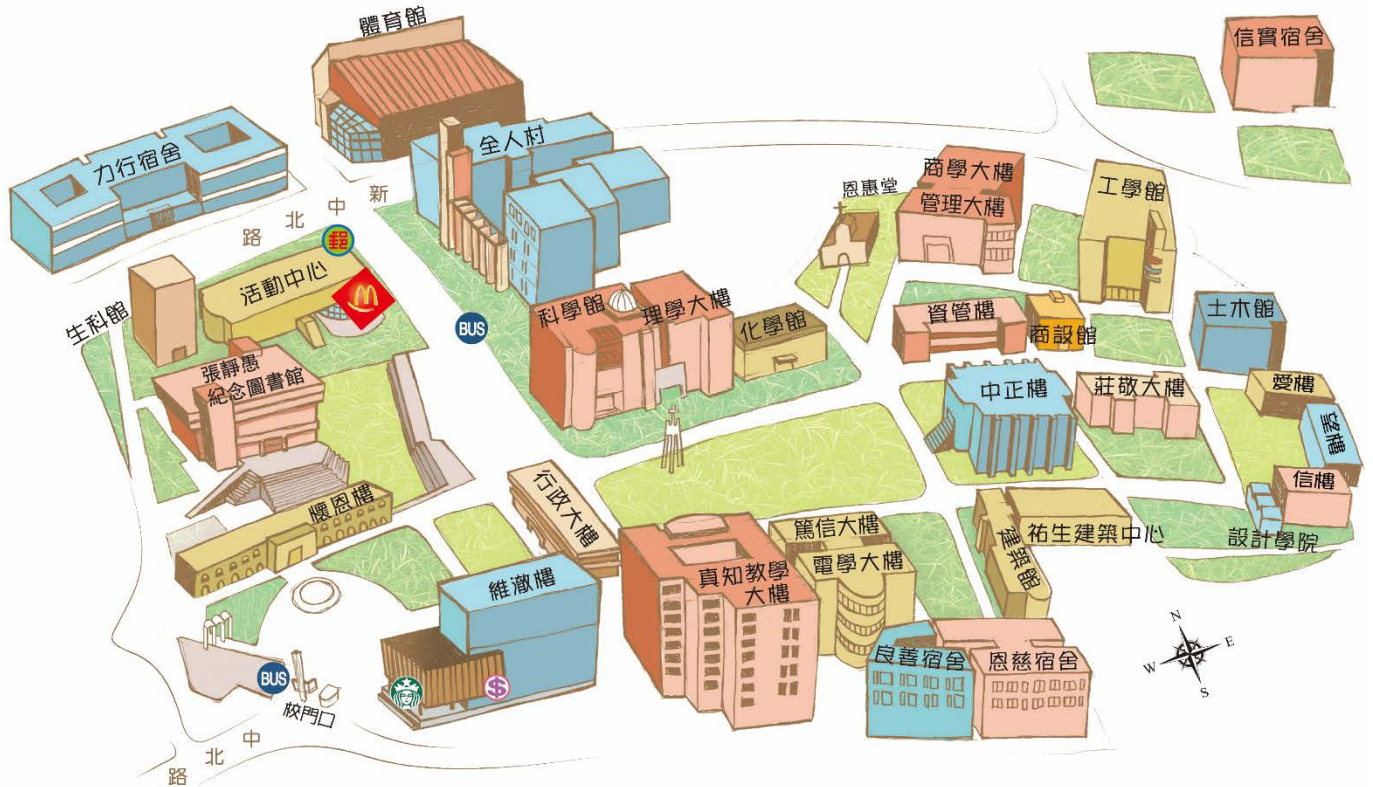 體育館
信實宿舍
力行宿舍
全人村
新中北路
郵
恩惠堂
商學大樓
管理大樓
工學館
生科館
活動中心
BUS
科學館
理學大樓
化學館
資管樓
商設館
土木館
張靜愚
紀念圖書館
中正樓
莊敬大樓
愛樓
望樓
信樓
懷恩樓
行政大樓
篤信大樓
祐生建築中心
設計學院
維澈樓
真知教學
大樓
電學大樓
建築館
N
W
E
S
良善宿舍
恩慈宿舍
BUS
$
校門口
中北路